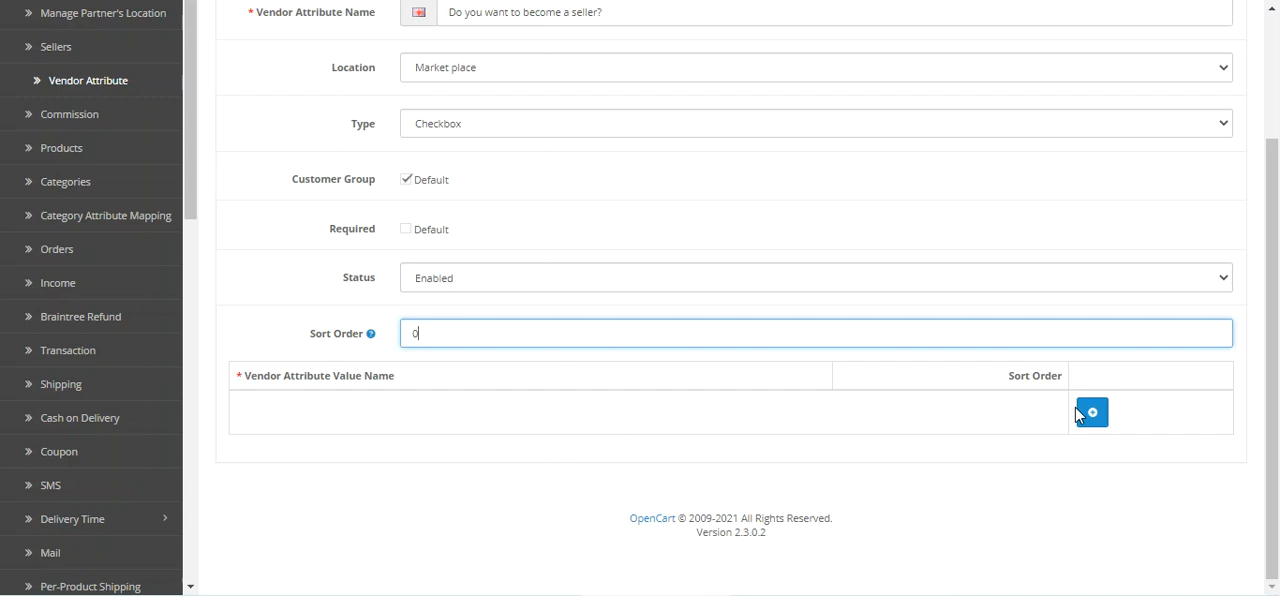 Manage Partner's Location
Sellers
Vendor Attribute
Commission
Products
Categories
Category Attribute Mapping
Orders
Income
Braintree Refund
Transaction
Shipping
Cash on Delivery
Coupon
SMS
Delivery Time
Mail
Per-Product Shipping
* Vendor Attribute Name Do you want to become a seller?
Location Market place
Type Checkbox
Customer Group Default
Required Default
Status Enabled
Sort Order 0
* Vendor Attribute Value Name Sort Order
OpenCart © 2009-2021 All Rights Reserved.
Version 2.3.0.2